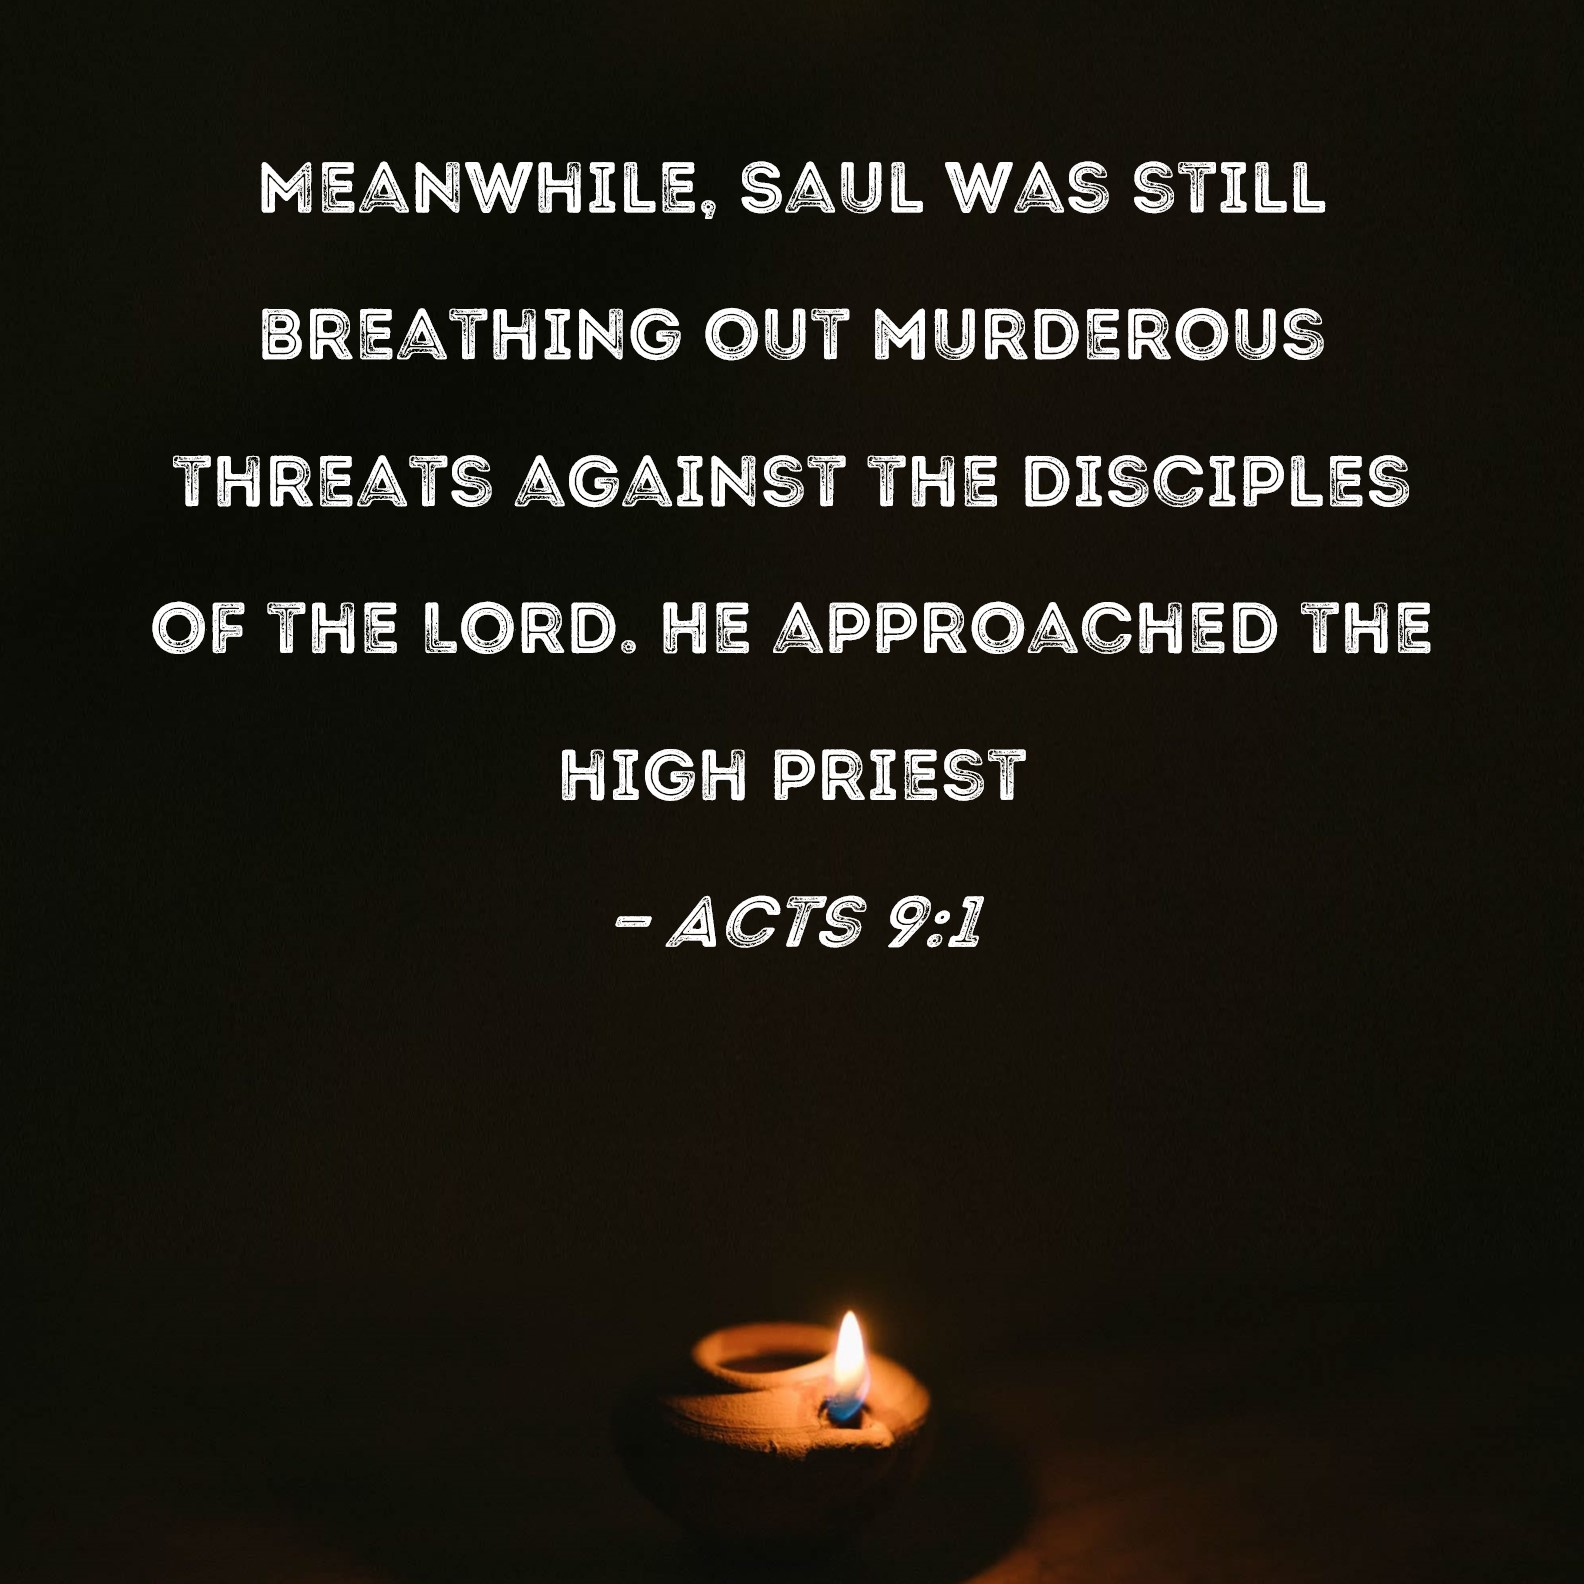 MEANWHILE, SAUL WAS STILL
BREATHING OUT MURDEROUS
THREATS AGAINST THE DISCIPLES
OF THE LORD. HE APPROACHED THE
HIGH PRIEST
- ACTS 9:1